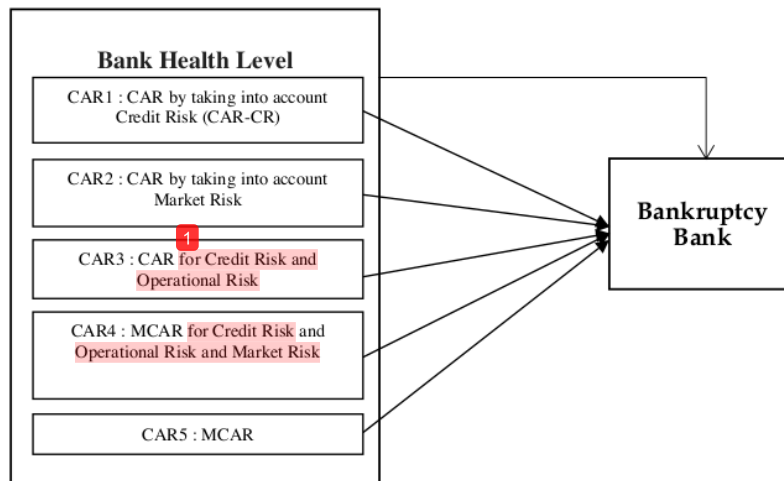 Bank Health Level
CAR1 : CAR by taking into account
Credit Risk (CAR-CR)
CAR2 : CAR by taking into account
Market Risk
1
CAR3 : CAR for Credit Risk and
Operational Risk
CAR4 : MCAR for Credit Risk and
Operational Risk and Market Risk
CAR5 : MCAR
Bankruptcy
Bank